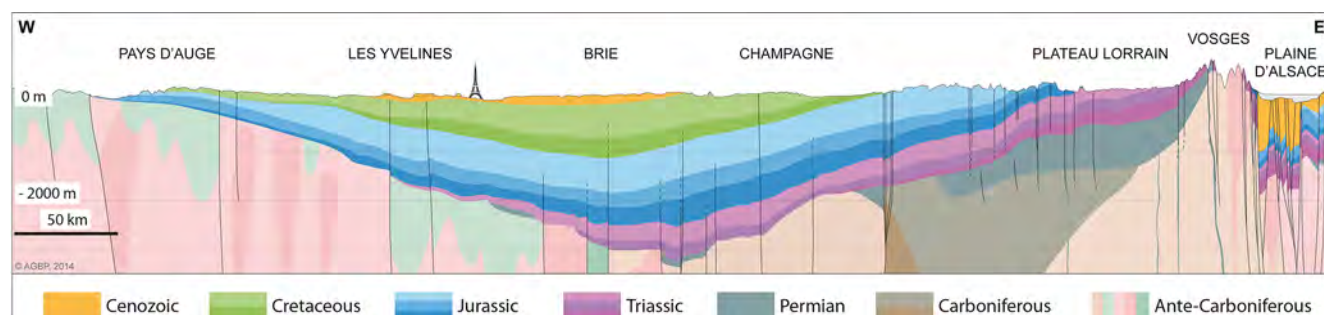 W
E
PAYS D'AUGE
LES YVELINES
BRIE
CHAMPAGNE
PLATEAU LORRAIN
VOSGES
PLAINE
D'ALSACE
0 m
- 2000 m
50 km
© AGBP, 2014
Cenozoic
Cretaceous
Jurassic
Triassic
Permian
Carboniferous
Ante-Carboniferous